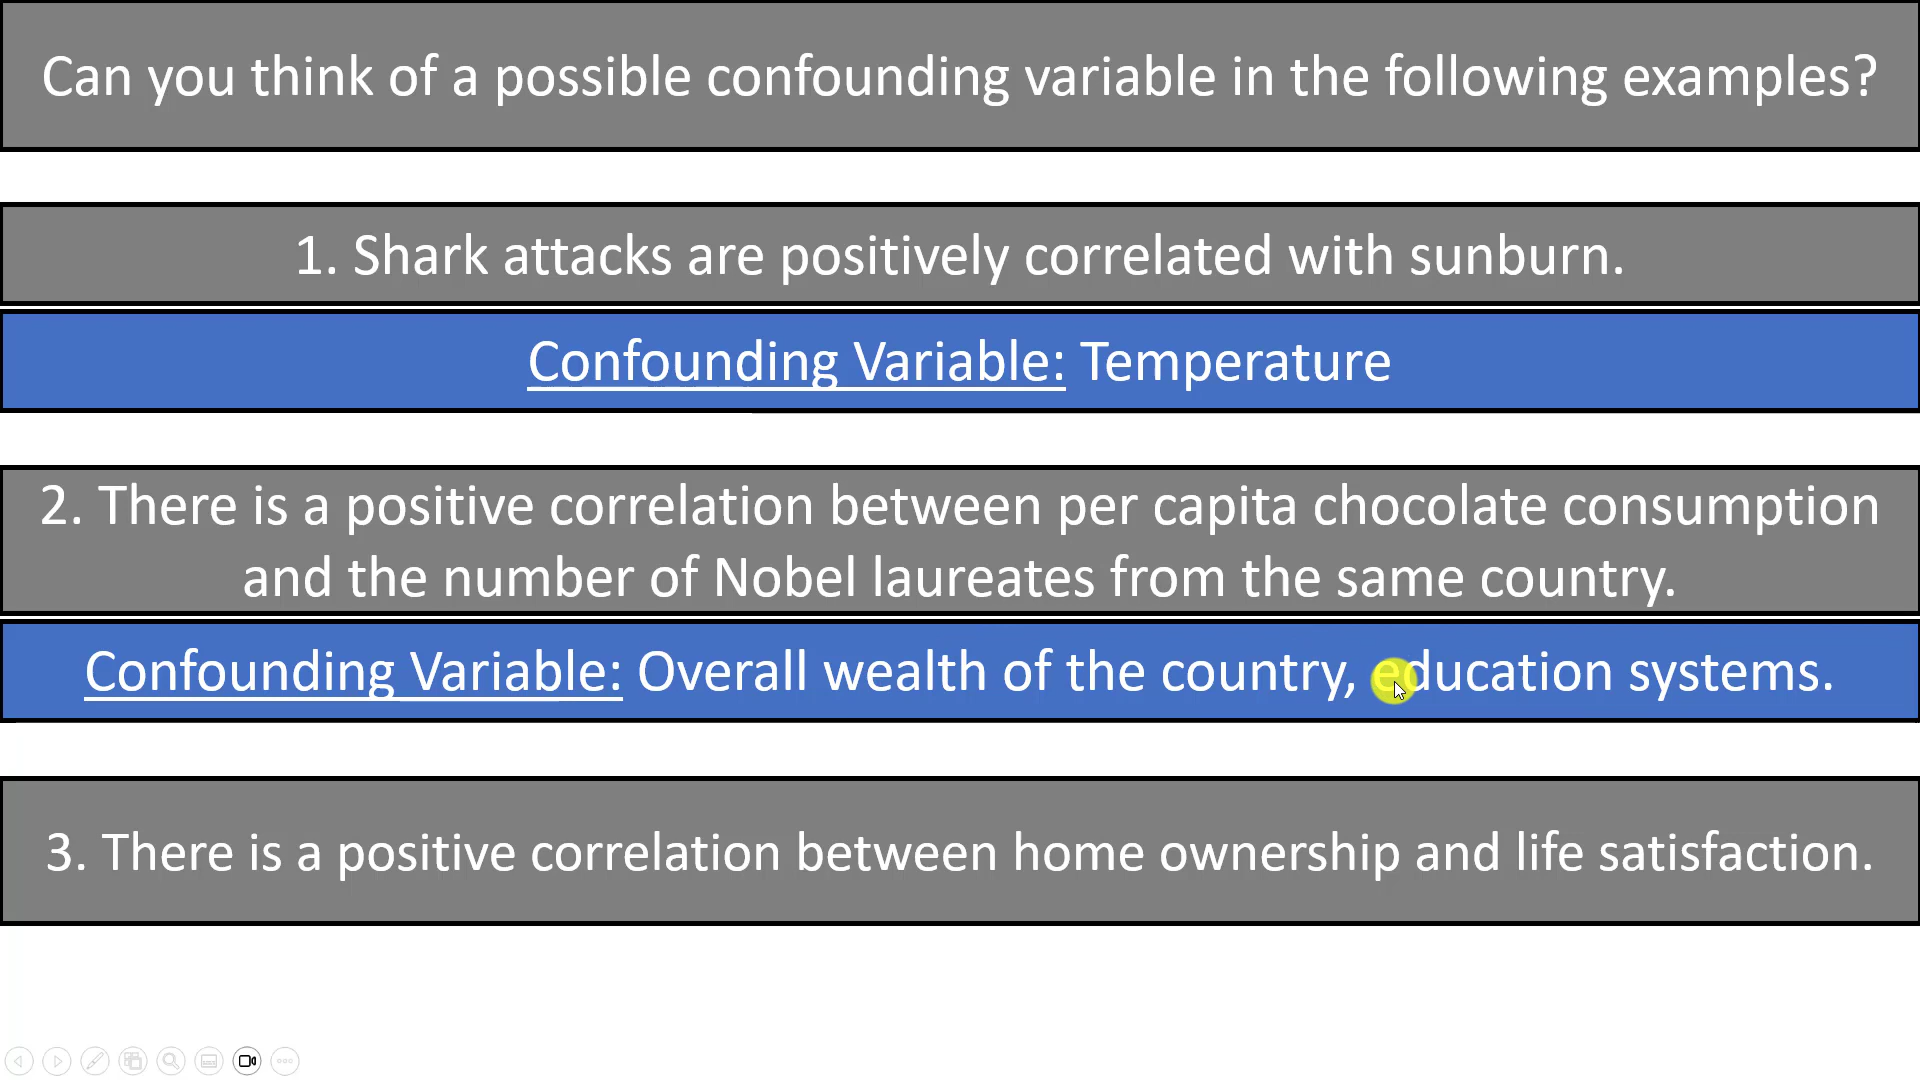 Can you think of a possible confounding variable in the following examples?
1. Shark attacks are positively correlated with sunburn.
Confounding Variable: Temperature
2. There is a positive correlation between per capita chocolate consumption
and the number of Nobel laureates from the same country.
Confounding Variable: Overall wealth of the country, education systems.
3. There is a positive correlation between home ownership and life satisfaction.